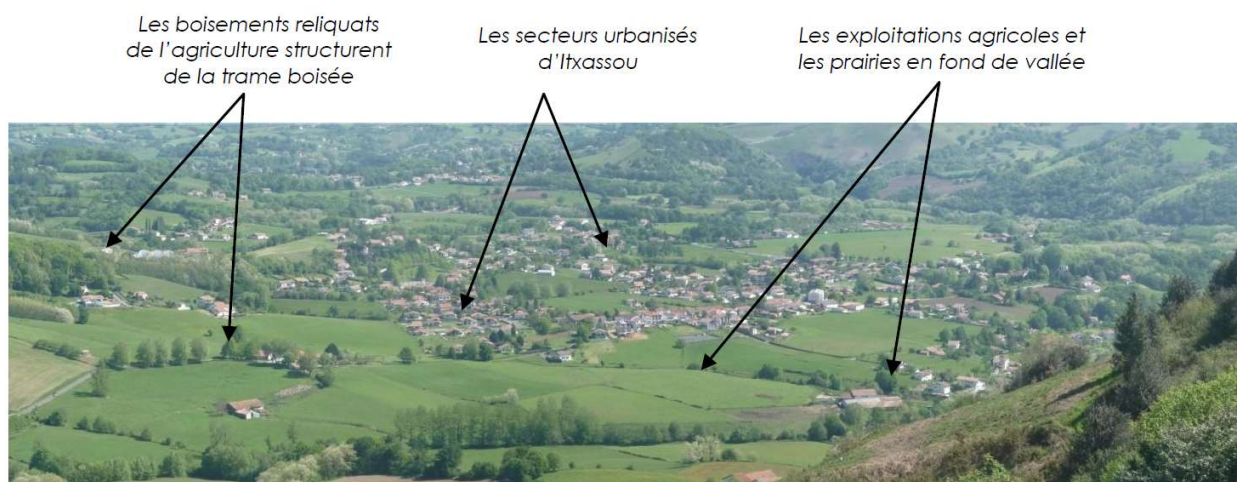 Les boisements reliquats
de l'agriculture structurent
de la trame boisée
Les secteurs urbanisés
d'Itxassou
Les exploitations agricoles et
les prairies en fond de vallée